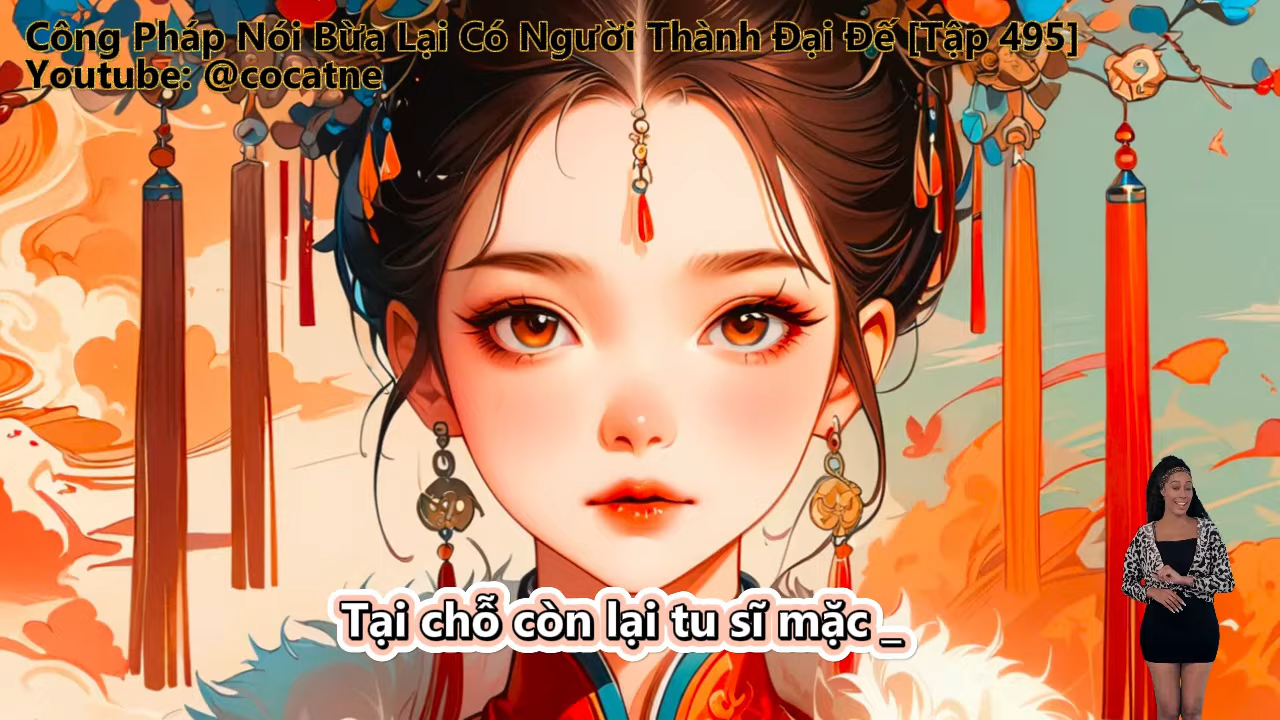 Công Pháp Nói Bừa Lại Có Người Thành Đại Đế [Tập 495]
Youtube: @cocatne
Tại chỗ còn lại tu sĩ mặc _